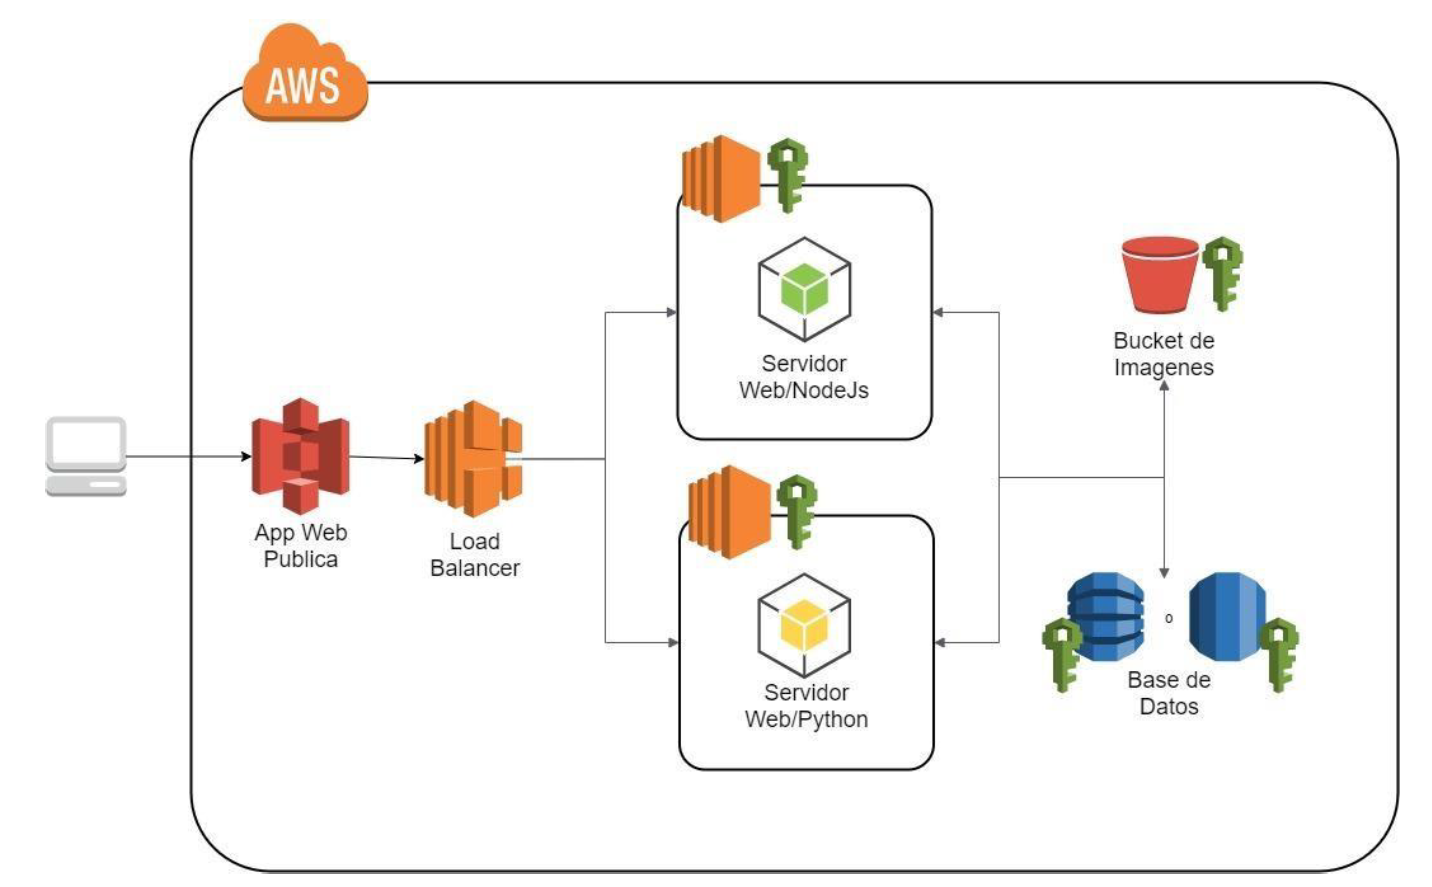 AWS
App Web
Publica
Load
Balancer
Servidor
Web/NodeJs
Servidor
Web/Python
Bucket de
Imagenes
o
Base de
Datos